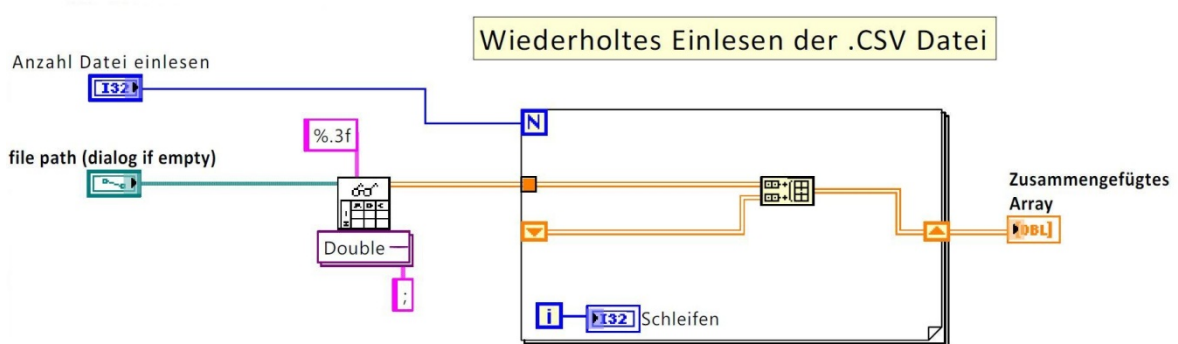 Wiederholtes Einlesen der .CSV Datei
Anzahl Datei einlesen
I32
N
%.3f
file path (dialog if empty)
Zusammengefügtes
Array
DBL]
Double
;
i
I32
Schleifen